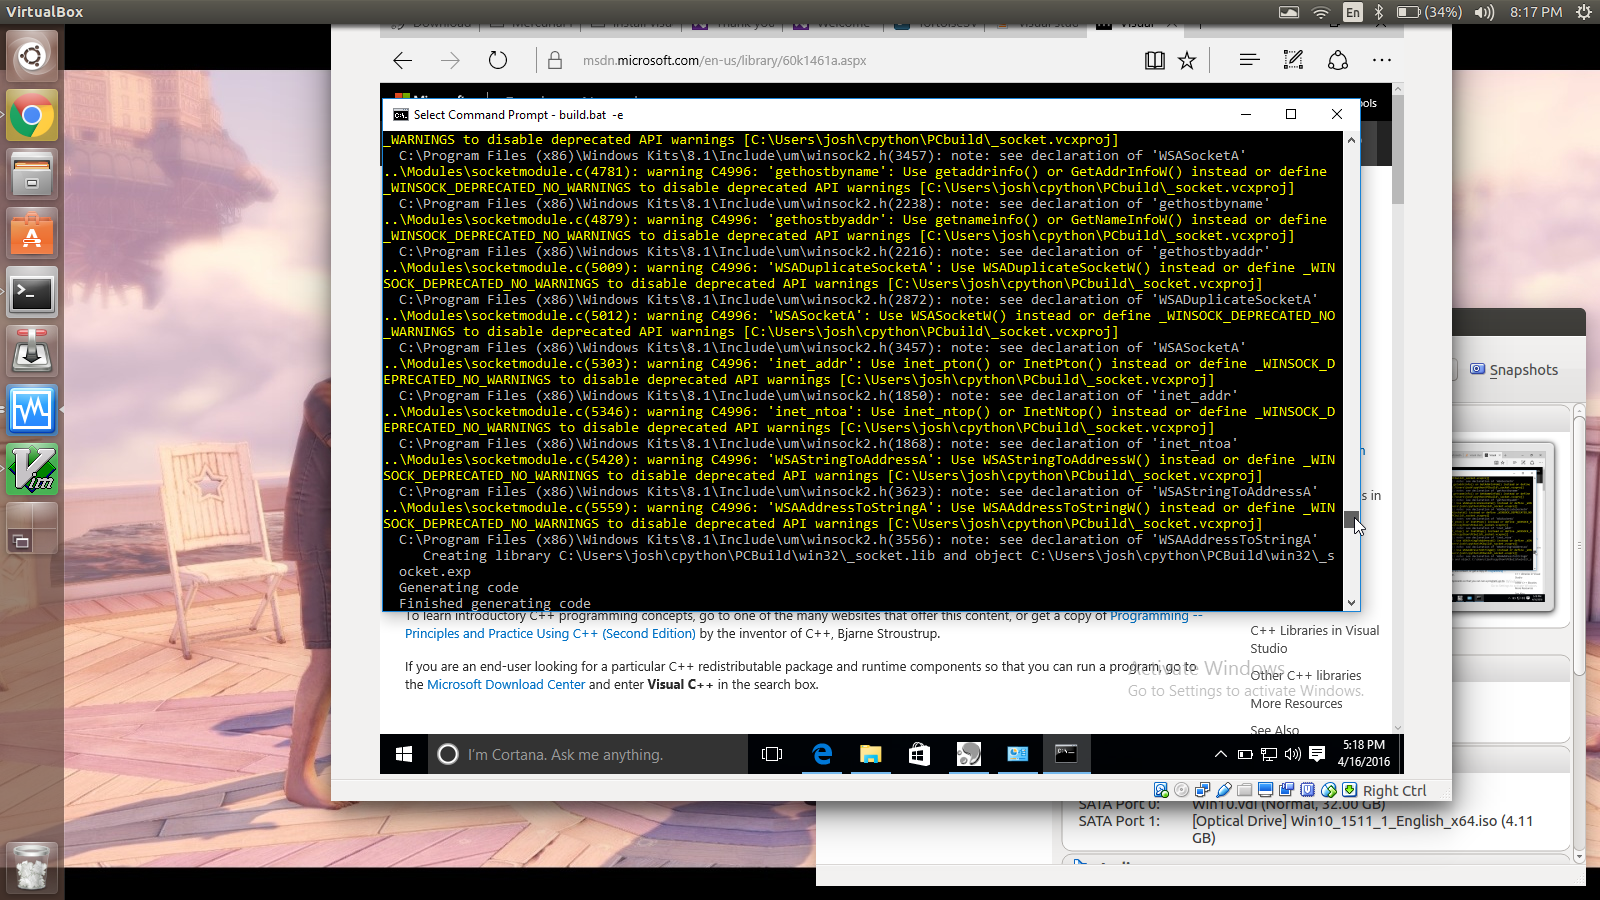 VirtualBox
En
(34%)
8:17 PM
msdn.microsoft.com/en-us/library/60k1461a.aspx
ools
Select Command Prompt - build.bat -e
_WARNINGS to disable deprecated API warnings [C:\Users\josh\cpython\PCbuild\_socket.vcxproj]
C:\Program Files (x86)\Windows Kits\8.1\Include\um\winsock2.h(3457): note: see declaration of 'WSASocketA'
..\Modules\socketmodule.c(4781): warning C4996: 'gethostbyname': Use getaddrinfo() or GetAddrInfoW() instead or define
_WINSOCK_DEPRECATED_NO_WARNINGS to disable deprecated API warnings [C:\Users\josh\cpython\PCbuild\_socket.vcxproj]
C:\Program Files (x86)\Windows Kits\8.1\Include\um\winsock2.h(2238): note: see declaration of 'gethostbyname'
..\Modules\socketmodule.c(4879): warning C4996: 'gethostbyaddr': Use getnameinfo() or GetNameInfoW() instead or define
_WINSOCK_DEPRECATED_NO_WARNINGS to disable deprecated API warnings [C:\Users\josh\cpython\PCbuild\_socket.vcxproj]
C:\Program Files (x86)\Windows Kits\8.1\Include\um\winsock2.h(2216): note: see declaration of 'gethostbyaddr'
..\Modules\socketmodule.c(5009): warning C4996: 'WSADuplicateSocketA': Use WSADuplicateSocketW() instead or define _WIN
SOCK_DEPRECATED_NO_WARNINGS to disable deprecated API warnings [C:\Users\josh\cpython\PCbuild\_socket.vcxproj]
C:\Program Files (x86)\Windows Kits\8.1\Include\um\winsock2.h(2872): note: see declaration of 'WSADuplicateSocketA'
..\Modules\socketmodule.c(5012): warning C4996: 'WSASocketA': Use WSASocketW() instead or define _WINSOCK_DEPRECATED_NO
_WARNINGS to disable deprecated API warnings [C:\Users\josh\cpython\PCbuild\_socket.vcxproj]
C:\Program Files (x86)\Windows Kits\8.1\Include\um\winsock2.h(3457): note: see declaration of 'WSASocketA'
..\Modules\socketmodule.c(5303): warning C4996: 'inet_addr': Use inet_pton() or InetPton() instead or define _WINSOCK_D
EPRECATED_NO_WARNINGS to disable deprecated API warnings [C:\Users\josh\cpython\PCbuild\_socket.vcxproj]
C:\Program Files (x86)\Windows Kits\8.1\Include\um\winsock2.h(1850): note: see declaration of 'inet_addr'
..\Modules\socketmodule.c(5346): warning C4996: 'inet_ntoa': Use inet_ntop() or InetNtop() instead or define _WINSOCK_D
EPRECATED_NO_WARNINGS to disable deprecated API warnings [C:\Users\josh\cpython\PCbuild\_socket.vcxproj]
C:\Program Files (x86)\Windows Kits\8.1\Include\um\winsock2.h(1868): note: see declaration of 'inet_ntoa'
..\Modules\socketmodule.c(5420): warning C4996: 'WSAStringToAddressA': Use WSAStringToAddressW() instead or define _WIN
SOCK_DEPRECATED_NO_WARNINGS to disable deprecated API warnings [C:\Users\josh\cpython\PCbuild\_socket.vcxproj]
C:\Program Files (x86)\Windows Kits\8.1\Include\um\winsock2.h(3623): note: see declaration of 'WSAStringToAddressA'
..\Modules\socketmodule.c(5559): warning C4996: 'WSAAddressToStringA': Use WSAAddressToStringW() instead or define _WIN
SOCK_DEPRECATED_NO_WARNINGS to disable deprecated API warnings [C:\Users\josh\cpython\PCbuild\_socket.vcxproj]
C:\Program Files (x86)\Windows Kits\8.1\Include\um\winsock2.h(3556): note: see declaration of 'WSAAddressToStringA'
Creating library C:\Users\josh\cpython\PCBuild\win32\_socket.lib and object C:\Users\josh\cpython\PCBuild\win32\_s
ocket.exp
Generating code
Finished generating code
s in
To learn introductory C++ programming concepts, go to one of the many websites that offer this content, or get a copy of Programming --
Principles and Practice Using C++ (Second Edition) by the inventor of C++, Bjarne Stroustrup.
If you are an end-user looking for a particular C++ redistributable package and runtime components so that you can run a program, go to
the Microsoft Download Center and enter Visual C++ in the search box.
C++ Libraries in Visual
Studio
Other C++ libraries
More Resources
See Also
Activate Windows
Go to Settings to activate Windows.
I'm Cortana. Ask me anything.
5:18 PM
4/16/2016
Right Ctrl
Snapshots
SATA Port 0: Win10.vdi (Normal, 32.00 GB)
SATA Port 1: [Optical Drive] Win10_1511_1_English_x64.iso (4.11
GB)
Vim